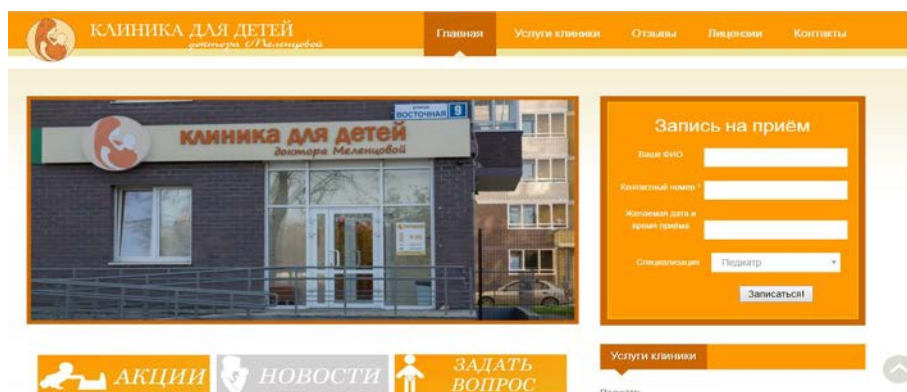 КЛИНИКА ДЛЯ ДЕТЕЙ
доктора Меленцовой
Главная
Услуги клиники
Отзывы
Лицензии
Контакты
улица
ВОСТОЧНАЯ 9
клиника для детей
доктора Меленцовой
Запись на приём
Ваше ФИО
Контактный номер *
Желаемая дата и
время приёма
Специализация
Педиатр
Записаться!
АКЦИИ
НОВОСТИ
ЗАДАТЬ
ВОПРОС
Услуги клиники
Педиатр